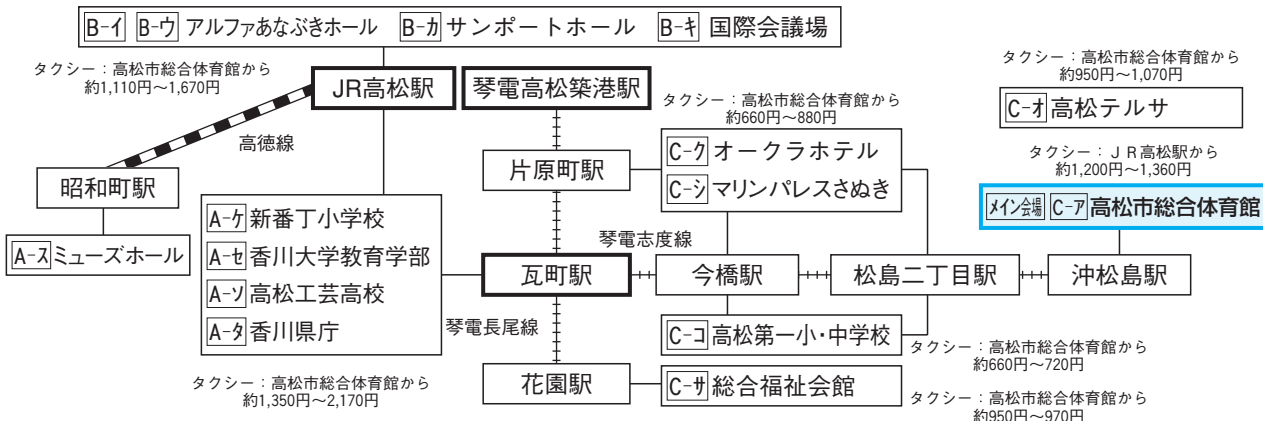 B-イ B-ウ アルファあなぶきホール B-カ サンポートホール B-キ 国際会議場
タクシー：高松市総合体育館から
約1,110円～1,670円
JR高松駅
琴電高松築港駅
タクシー：高松市総合体育館から
約950円～1,070円
C-オ 高松テルサ
タクシー：高松市総合体育館から
約660円～880円
高徳線
C-ク オークラホテル
C-シ マリンパレスさぬき
片原町駅
タクシー：ＪＲ高松駅から
約1,200円～1,360円
昭和町駅
メイン会場 C-ア 高松市総合体育館
A-ケ 新番丁小学校
A-セ 香川大学教育学部
A-ソ 高松工芸高校
A-タ 香川県庁
A-ス ミューズホール
琴電志度線
瓦町駅
今橋駅
松島二丁目駅
沖松島駅
琴電長尾線
C-コ 高松第一小・中学校
タクシー：高松市総合体育館から
約660円～720円
タクシー：高松市総合体育館から
約1,350円～2,170円
花園駅
C-サ 総合福祉会館
タクシー：高松市総合体育館から
約950円～970円